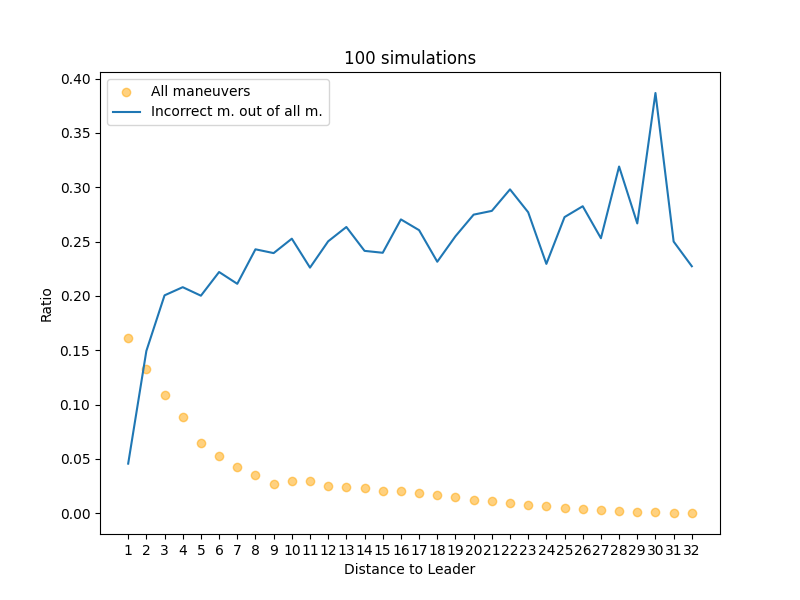 100 simulations
All maneuvers
Incorrect m. out of all m.
Ratio
0.40
0.35
0.30
0.25
0.20
0.15
0.10
0.05
0.00
1 2 3 4 5 6 7 8 9 10 11 12 13 14 15 16 17 18 19 20 21 22 23 24 25 26 27 28 29 30 31 32
Distance to Leader